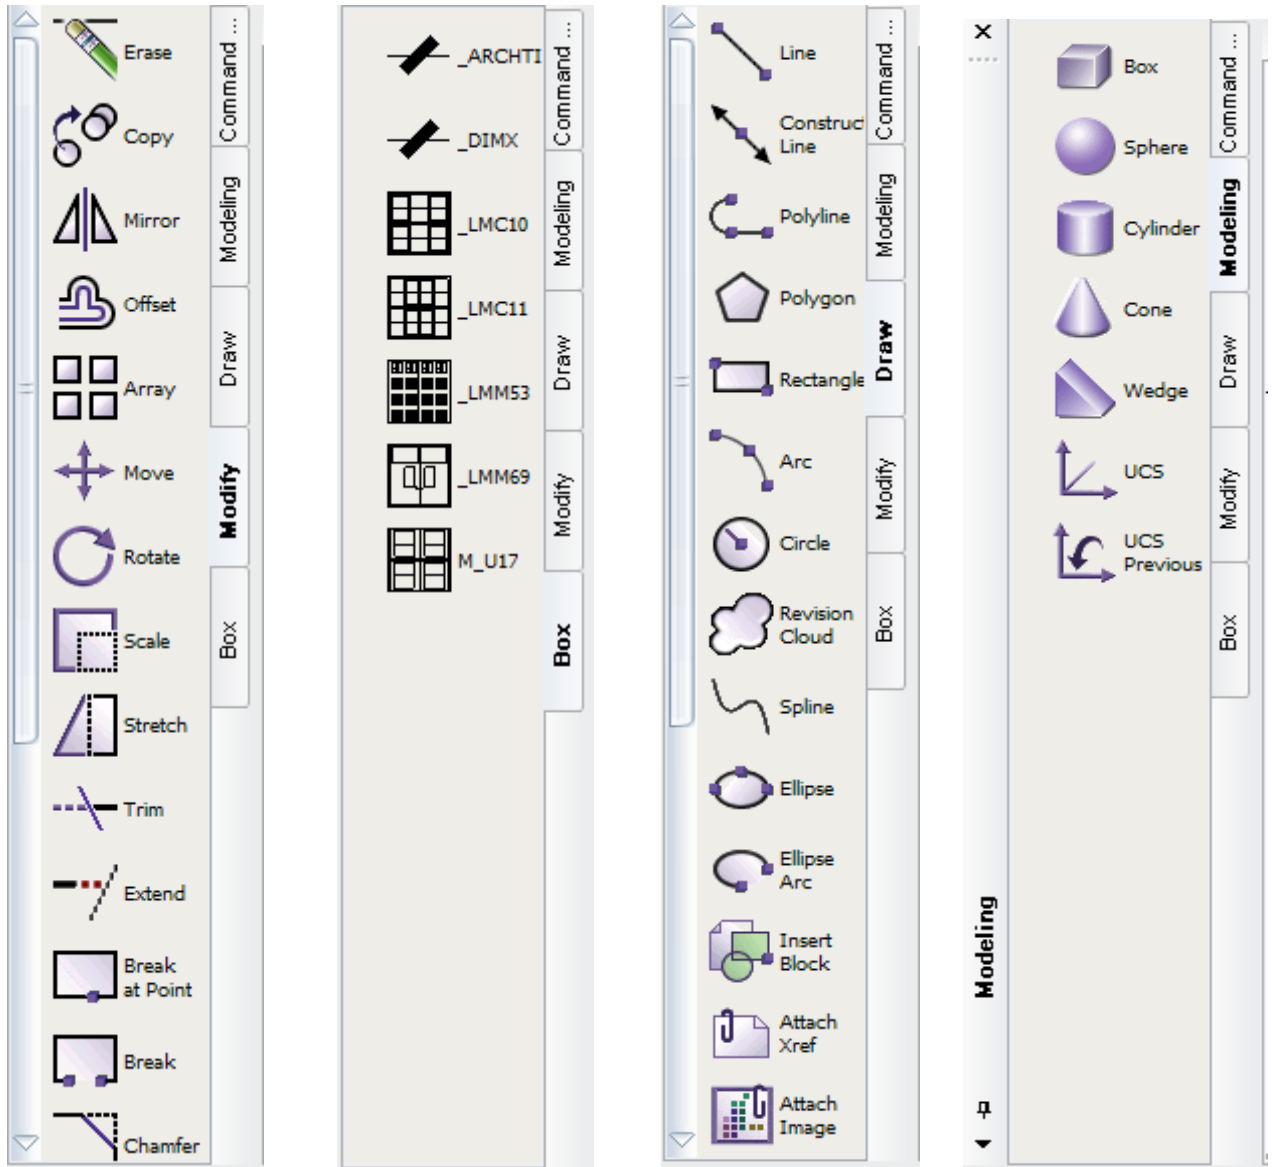 Erase
Copy
Mirror
Offset
Array
Move
Rotate
Scale
Stretch
Trim
Extend
Break
at Point
Break
Chamfer
Command ...
Modeling
Draw
Modify
Box
_ARCHTI
_DIMX
_LMC10
_LMC11
_LMM53
_LMM69
M_U17
Command ...
Modeling
Draw
Modify
Box
Line
Construct
Line
Polyline
Polygon
Rectangle
Arc
Circle
Revision
Cloud
Spline
Ellipse
Ellipse
Arc
Insert
Block
Attach
Xref
Attach
Image
Command ...
Modeling
Draw
Modify
Box
Modeling
Box
Sphere
Cylinder
Cone
Wedge
UCS
UCS
Previous
Command ...
Modeling
Draw
Modify
Box